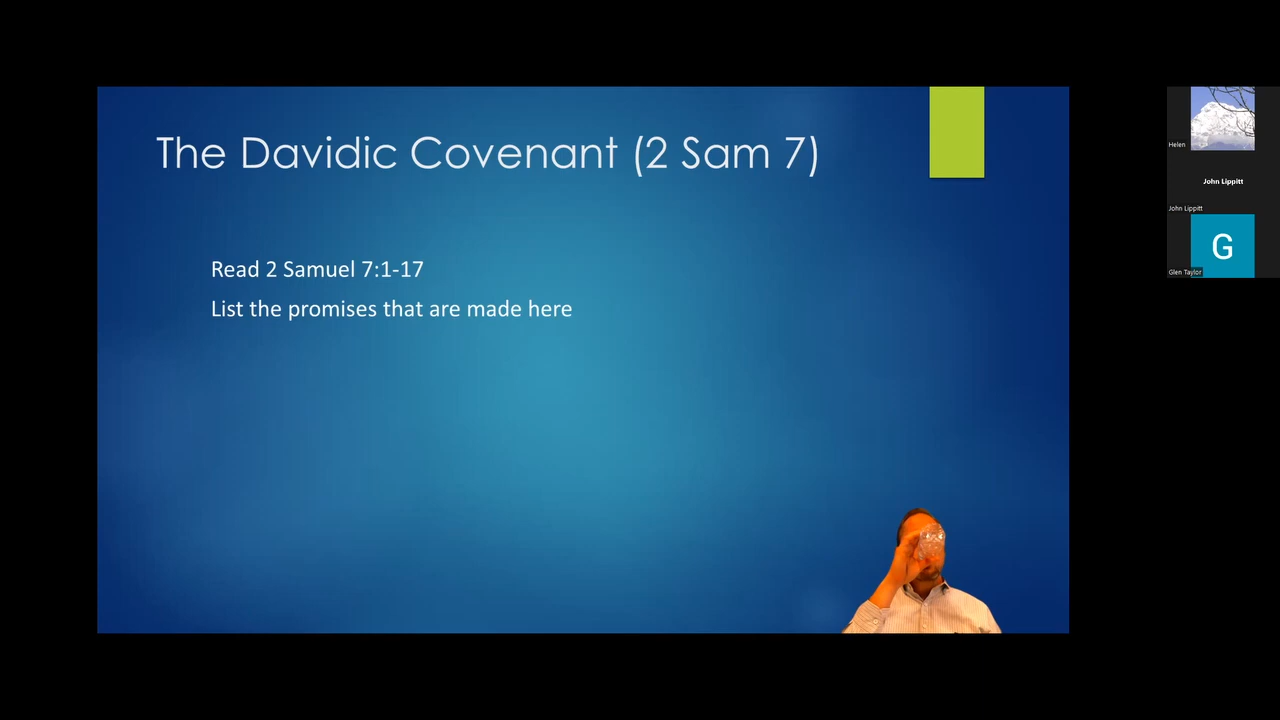 The Davidic Covenant (2 Sam 7)
Read 2 Samuel 7:1-17
List the promises that are made here
Helen
John Lippitt
John Lippitt
G
Glen Taylor